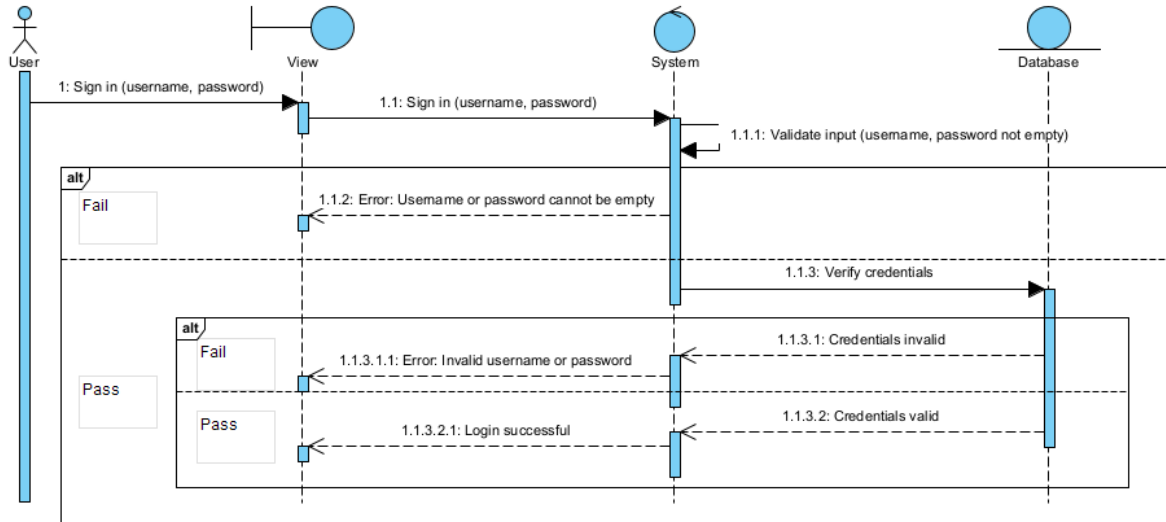 User
View
System
Database
1: Sign in (username, password)
1.1: Sign in (username, password)
1.1.1: Validate input (username, password not empty)
alt
Fail
1.1.2: Error: Username or password cannot be empty
1.1.3: Verify credentials
alt
Fail
1.1.3.1: Credentials invalid
1.1.3.1.1: Error: Invalid username or password
Pass
Pass
1.1.3.2: Credentials valid
1.1.3.2.1: Login successful